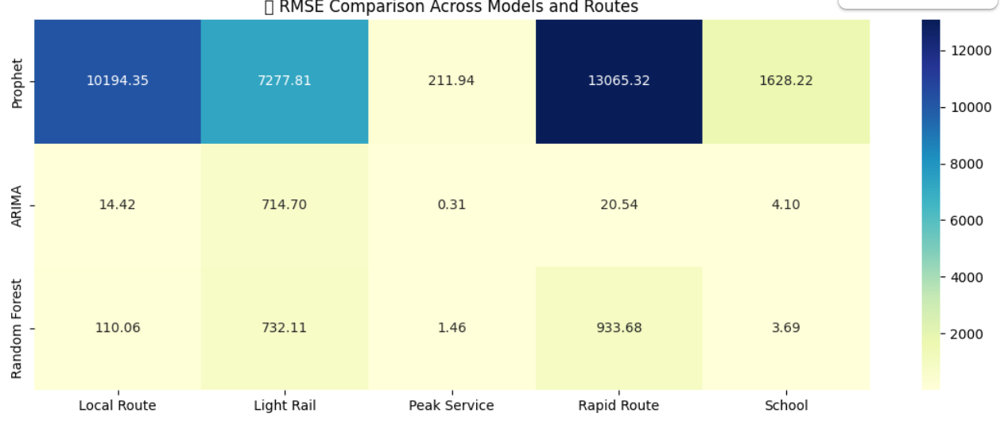 RMSE Comparison Across Models and Routes
Prophet 10194.35 7277.81 211.94 13065.32 1628.22
ARIMA 14.42 714.70 0.31 20.54 4.10
Random Forest 110.06 732.11 1.46 933.68 3.69
Local Route Light Rail Peak Service Rapid Route School
12000
10000
8000
6000
4000
2000